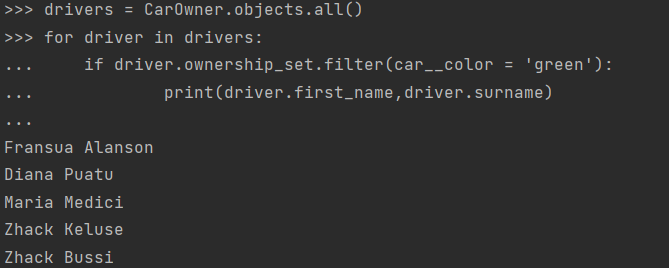 >>> drivers = CarOwner.objects.all()
>>> for driver in drivers:
...     if driver.ownership_set.filter(car__color = 'green'):
...             print(driver.first_name,driver.surname)
...
Fransua Alanson
Diana Puatu
Maria Medici
Zhack Keluse
Zhack Bussi